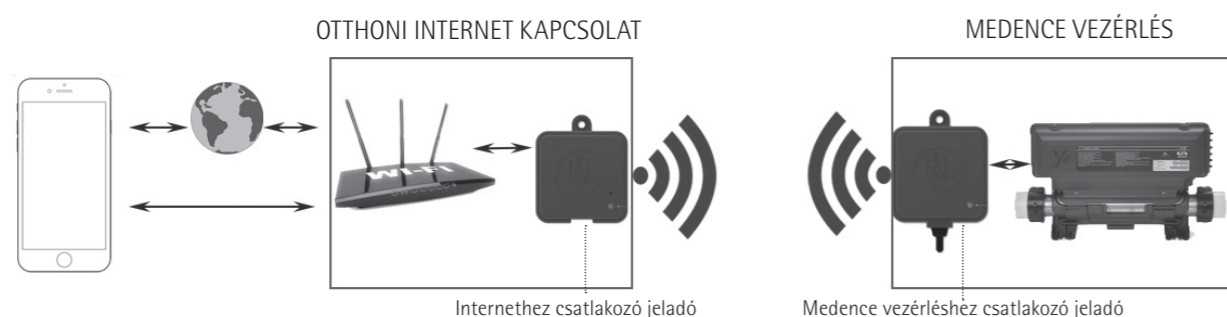 OTTHONI INTERNET KAPCSOLAT
MEDENCE VEZÉRLÉS
WI-FI
Internethez csatlakozó jeladó
Medence vezérléshez csatlakozó jeladó